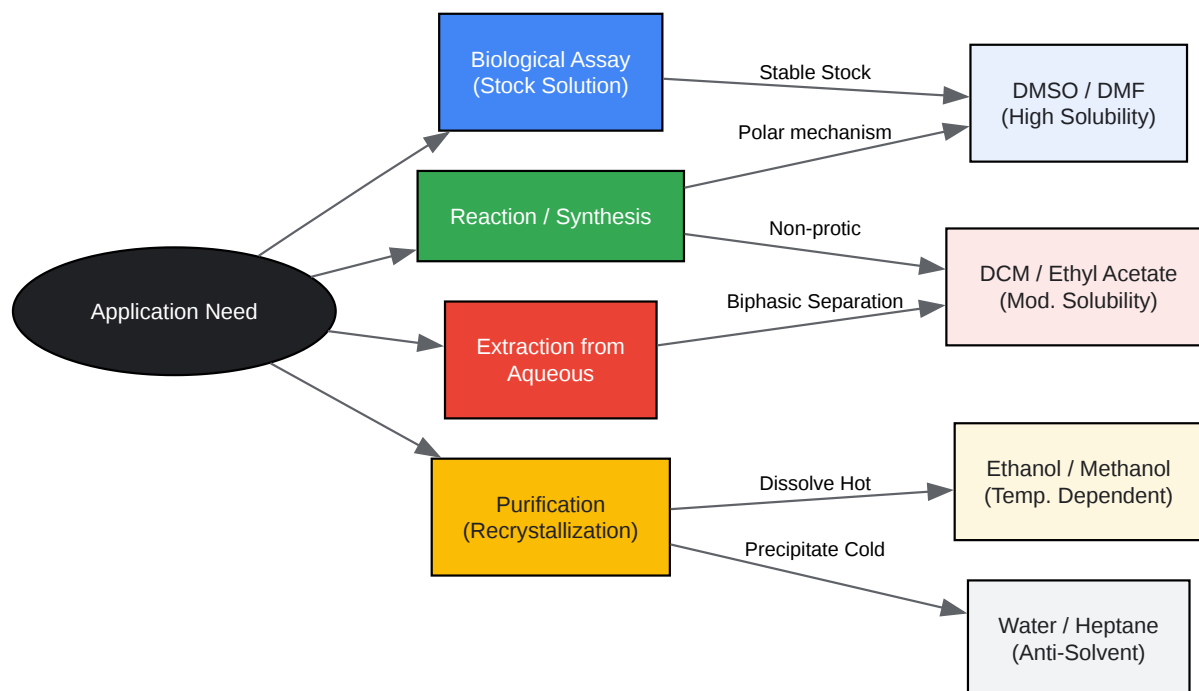 Biological Assay
(Stock Solution)
Stable Stock
DMSO / DMF
(High Solubility)
Polar mechanism
Reaction / Synthesis
Non-protic
DCM / Ethyl Acetate
(Mod. Solubility)
Application Need
Biphasic Separation
Extraction from
Aqueous
Ethanol / Methanol
(Temp. Dependent)
Dissolve Hot
Purification
(Recrystallization)
Precipitate Cold
Water / Heptane
(Anti-Solvent)